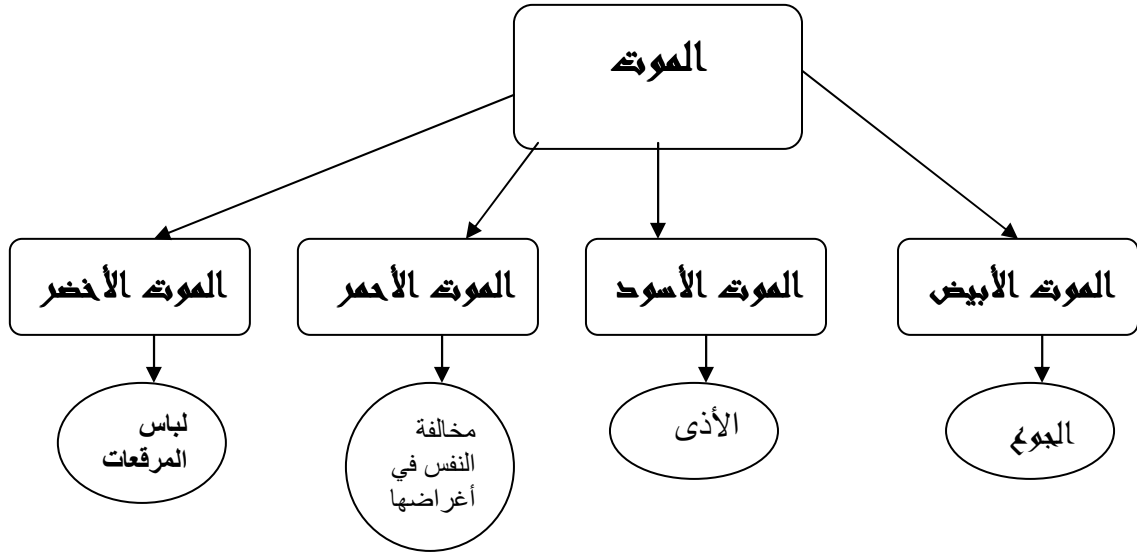 الموت
الموت الأبيض
الموت الأسود
الموت الأحمر
الموت الأخضر
الجوع
الأذى
مخالفة
النفس في
أغراضها
لباس
المرقعات